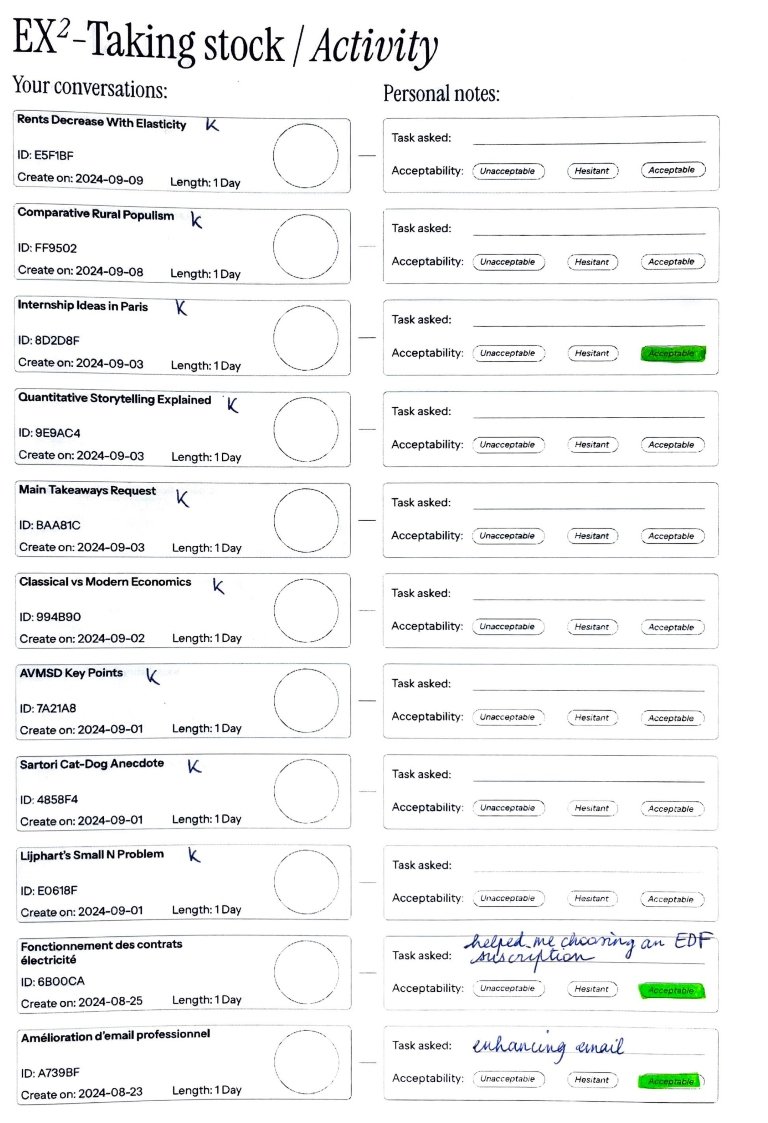 EX²-Taking stock / Activity
Your conversations:
Personal notes:
Rents Decrease With Elasticity K
ID: E5F1BF
Create on: 2024-09-09 Length: 1 Day
Task asked:
Acceptability: Unacceptable Hesitant Acceptable
Comparative Rural Populism K
ID: FF9502
Create on: 2024-09-08 Length: 1 Day
Task asked:
Acceptability: Unacceptable Hesitant Acceptable
Internship Ideas in Paris K
ID: 8D2D8F
Create on: 2024-09-03 Length: 1 Day
Task asked:
Acceptability: Unacceptable Hesitant Acceptable
Quantitative Storytelling Explained K
ID: 9E9AC4
Create on: 2024-09-03 Length: 1 Day
Task asked:
Acceptability: Unacceptable Hesitant Acceptable
Main Takeaways Request K
ID: BAA81C
Create on: 2024-09-03 Length: 1 Day
Task asked:
Acceptability: Unacceptable Hesitant Acceptable
Classical vs Modern Economics K
ID: 994B90
Create on: 2024-09-02 Length: 1 Day
Task asked:
Acceptability: Unacceptable Hesitant Acceptable
AVMSD Key Points K
ID: 7A21A8
Create on: 2024-09-01 Length: 1 Day
Task asked:
Acceptability: Unacceptable Hesitant Acceptable
Sartori Cat-Dog Anecdote K
ID: 4858F4
Create on: 2024-09-01 Length: 1 Day
Task asked:
Acceptability: Unacceptable Hesitant Acceptable
Lijphart's Small N Problem K
ID: E0618F
Create on: 2024-09-01 Length: 1 Day
Task asked:
Acceptability: Unacceptable Hesitant Acceptable
Fonctionnement des contrats
électricité
ID: 6B00CA
Create on: 2024-08-25 Length: 1 Day
helped me choosing an EDF
Task asked: suscription
Acceptability: Unacceptable Hesitant Acceptable
Amélioration d'email professionnel
ID: A739BF
Create on: 2024-08-23 Length: 1 Day
Task asked: enhancing email
Acceptability: Unacceptable Hesitant Acceptable